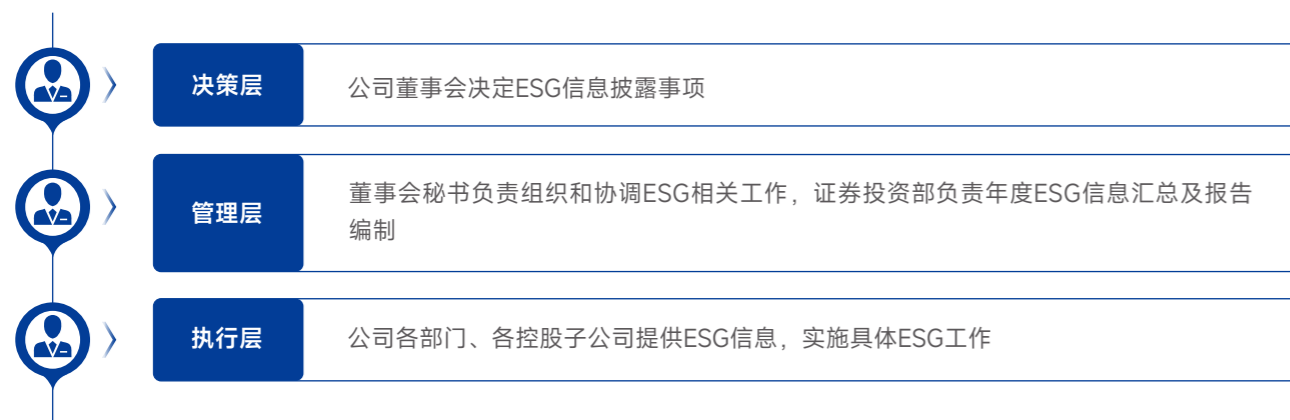 决策层
公司董事会决定ESG信息披露事项
管理层
董事会秘书负责组织和协调ESG相关工作，证券投资部负责年度ESG信息汇总及报告
编制
执行层
公司各部门、各控股子公司提供ESG信息，实施具体ESG工作